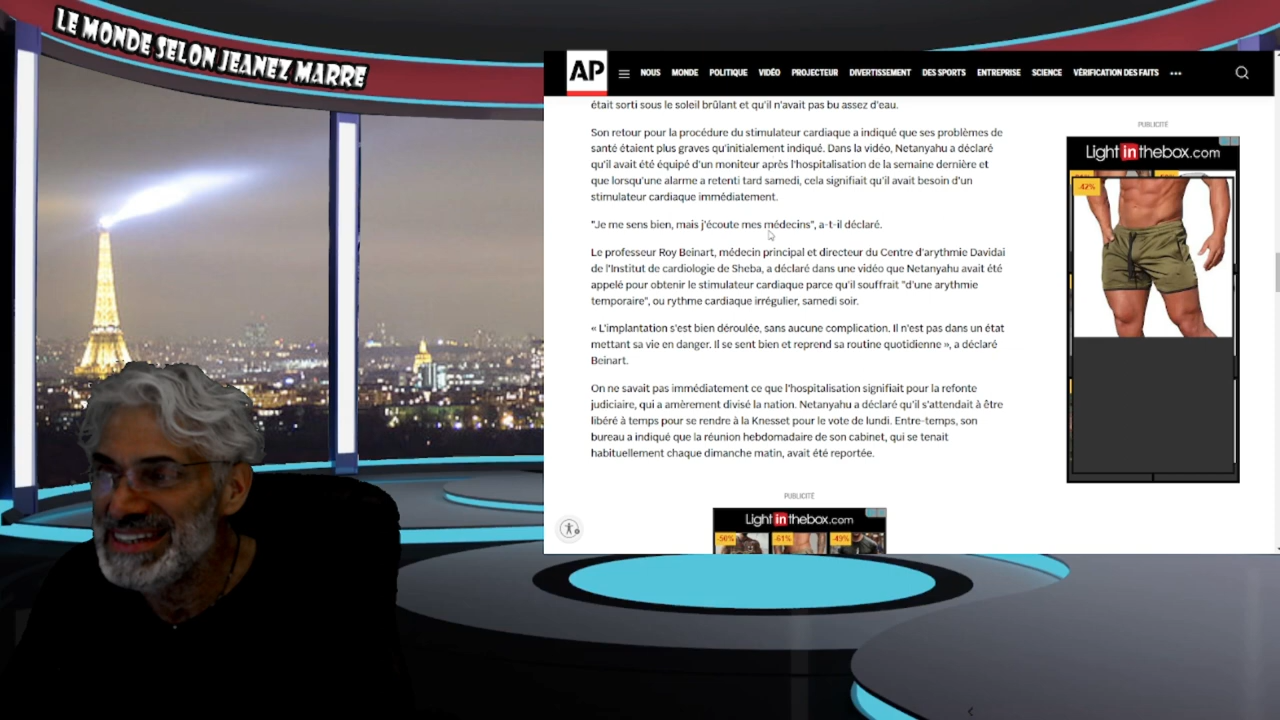 LE MONDE SELON JEANEZ MARRE
AP
NOUS MONDE POLITIQUE VIDÉO PROJECTEUR DIVERTISSEMENT DES SPORTS ENTREPRISE SCIENCE VÉRIFICATION DES FAITS
était sorti sous le soleil brûlant et qu'il n'avait pas bu assez d'eau.
Son retour pour la procédure du stimulateur cardiaque a indiqué que ses problèmes de
santé étaient plus graves qu'initialement indiqué. Dans la vidéo, Netanyahu a déclaré
qu'il avait été équipé d'un moniteur après l'hospitalisation de la semaine dernière et
que lorsqu'une alarme a retenti tard samedi, cela signifiait qu'il avait besoin d'un
stimulateur cardiaque immédiatement.
"Je me sens bien, mais j'écoute mes médecins", a-t-il déclaré.
Le professeur Roy Beinart, médecin principal et directeur du Centre d'arythmie Davidai
de l'Institut de cardiologie de Sheba, a déclaré dans une vidéo que Netanyahu avait été
appelé pour obtenir le stimulateur cardiaque parce qu'il souffrait "d'une arythmie
temporaire", ou rythme cardiaque irrégulier, samedi soir.
« L'implantation s'est bien déroulée, sans aucune complication. Il n'est pas dans un état
mettant sa vie en danger. Il se sent bien et reprend sa routine quotidienne », a déclaré
Beinart.
On ne savait pas immédiatement ce que l'hospitalisation signifiait pour la refonte
judiciaire, qui a amèrement divisé la nation. Netanyahu a déclaré qu'il s'attendait à être
libéré à temps pour se rendre à la Knesset pour le vote de lundi. Entre-temps, son
bureau a indiqué que la réunion hebdomadaire de son cabinet, qui se tenait
habituellement chaque dimanche matin, avait été reportée.
PUBLICITÉ
Lightinthebox.com
-42%
PUBLICITÉ
Lightinthebox.com
-50% -61% -49%